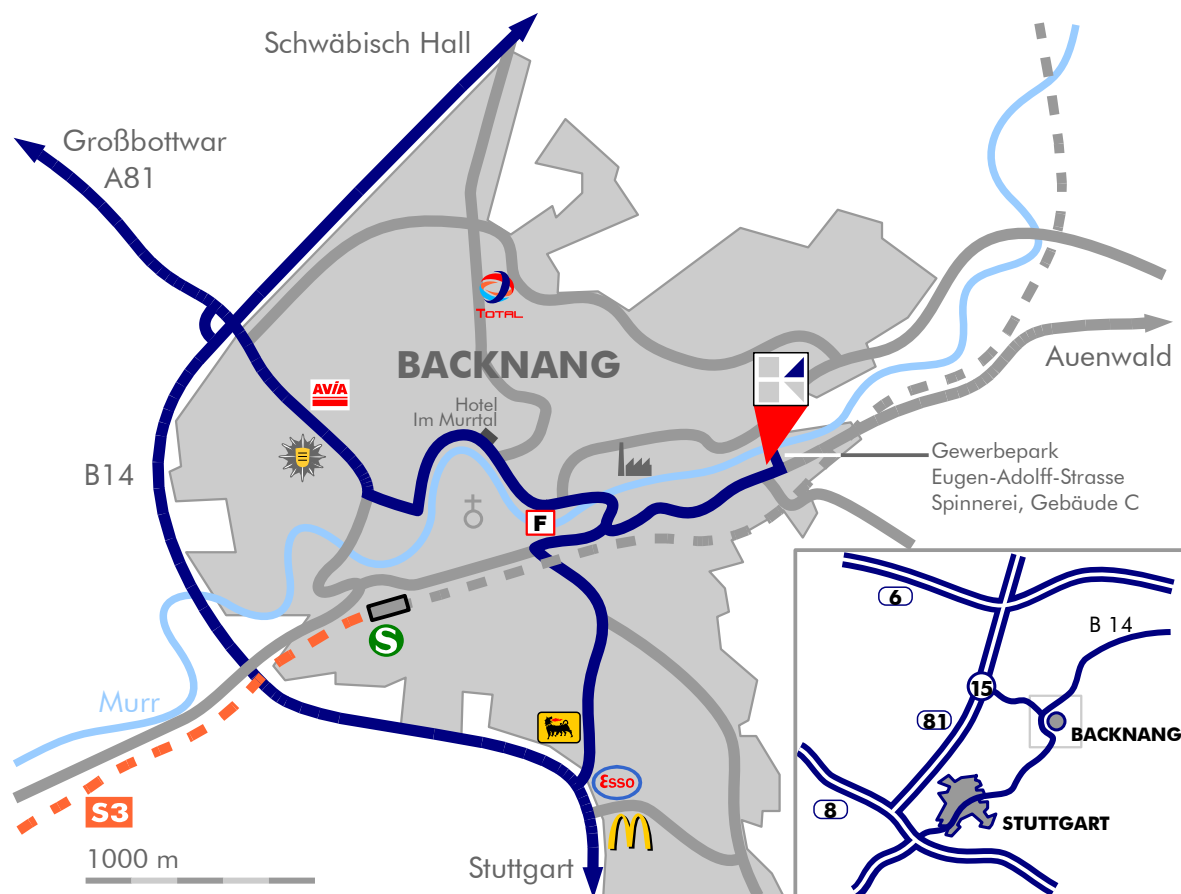 Schwäbisch Hall
Großbottwar
A81
TOTAL
BACKNANG
Auenwald
AVIA
Hotel
Im Murrtal
B14
Gewerbepark
Eugen-Adolff-Strasse
Spinnerei, Gebäude C
F
S
Murr
S3
esso
1000 m
Stuttgart
6
B 14
15
81
BACKNANG
8
STUTTGART